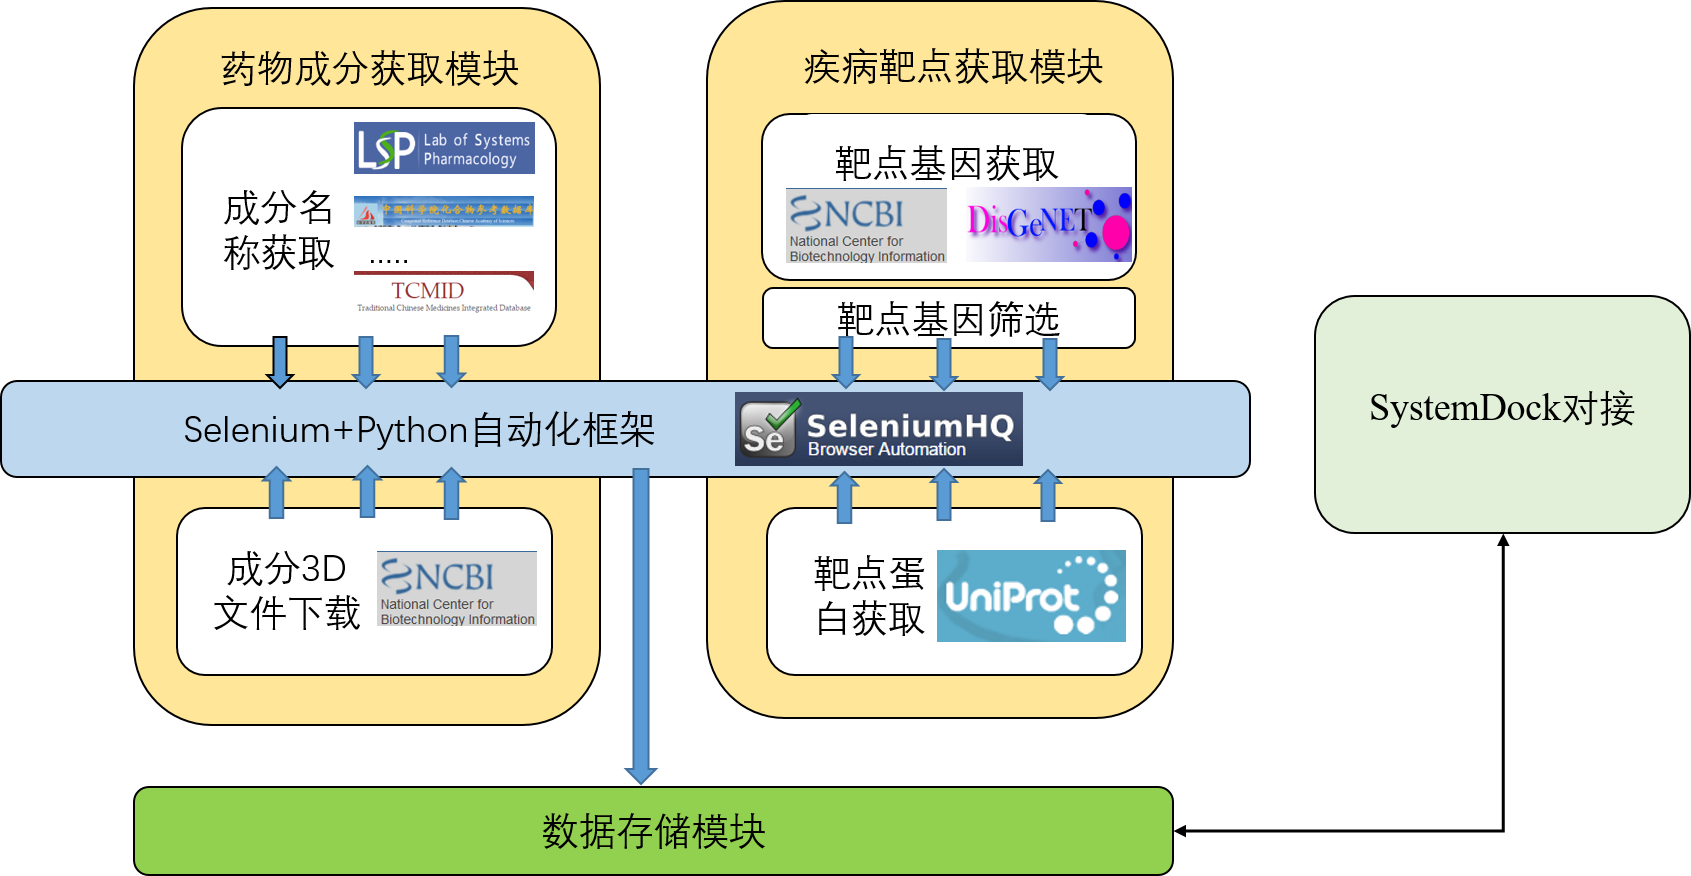 药物成分获取模块
成分名
称获取
LSP Lab of Systems
Pharmacology
中国科学院化合物参考数据库
.....
TCMID
Traditional Chinese Medicines Integrated Database
疾病靶点获取模块
靶点基因获取
NCBI
National Center for
Biotechnology Information
DisGeNET
靶点基因筛选
Selenium+Python自动化框架
Se SeleniumHQ
Browser Automation
成分3D
文件下载
NCBI
National Center for
Biotechnology Information
靶点蛋
白获取
UniProt
SystemDock对接
数据存储模块